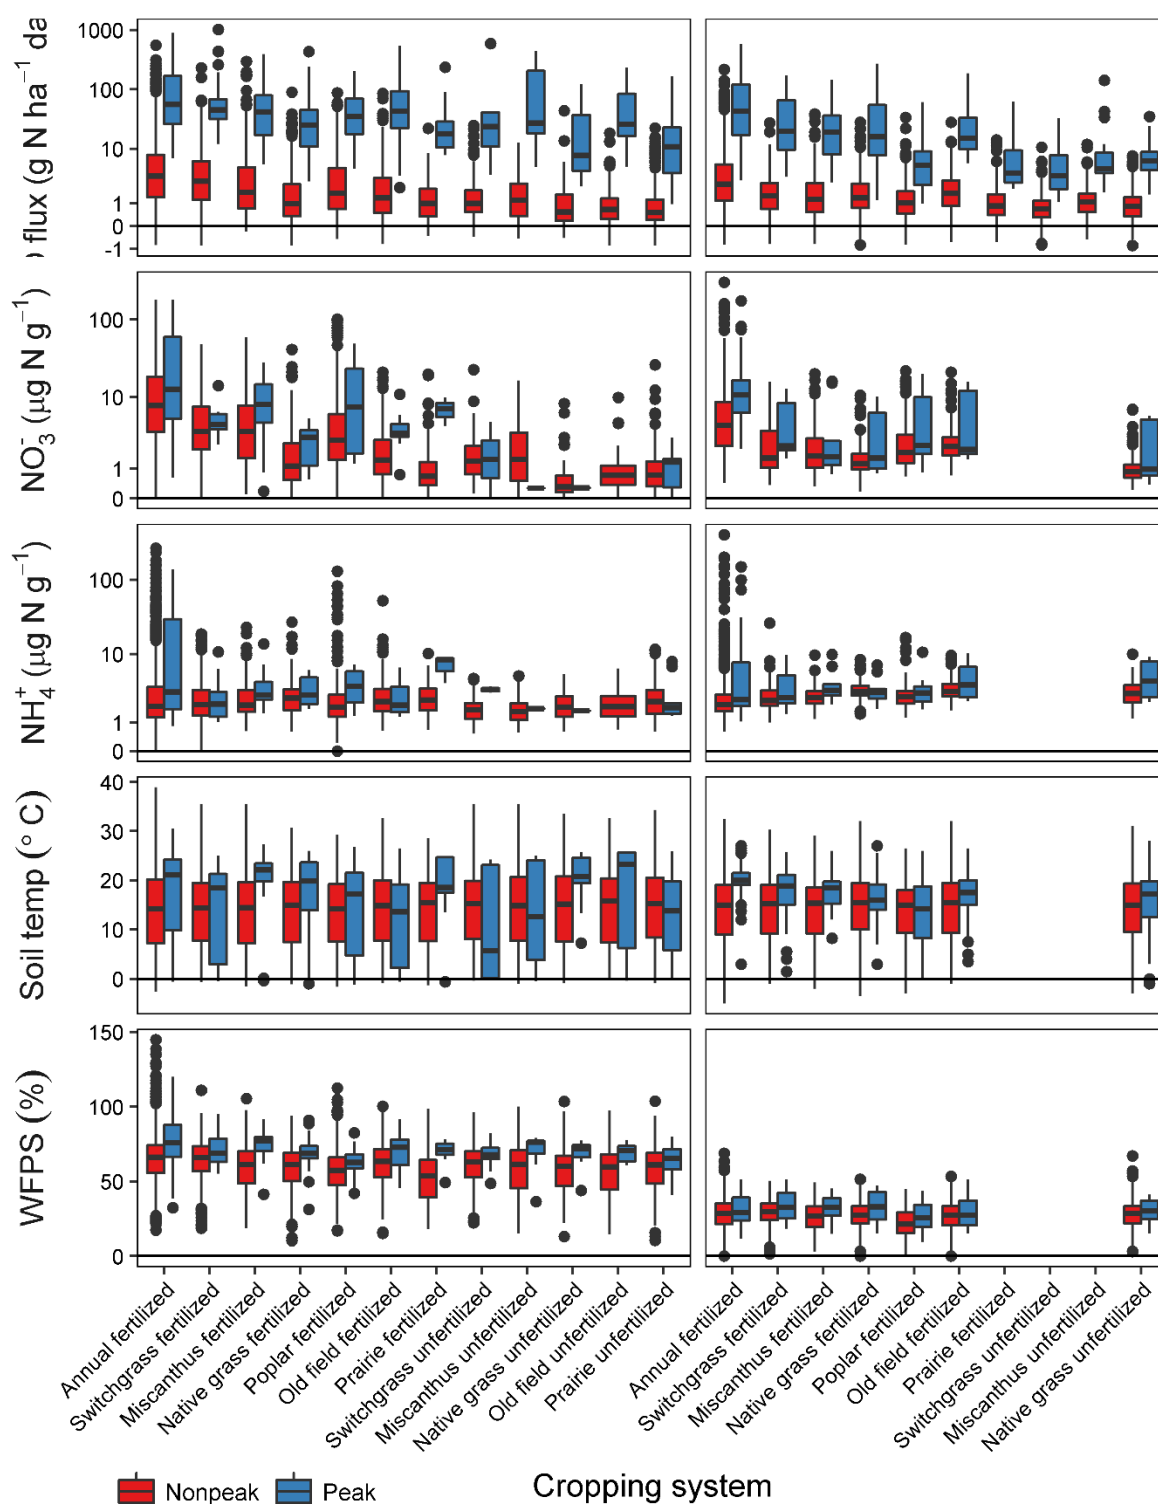 flux (g N ha⁻¹ da
1000
100
10
1
0
-1
NO₃⁻ (µg N g⁻¹)
100
10
1
0
NH₄⁺ (µg N g⁻¹)
100
10
1
0
Soil temp (° C)
40
30
20
10
0
WFPS (%)
150
100
50
0
Annual fertilized
Switchgrass fertilized
Miscanthus fertilized
Native grass fertilized
Poplar fertilized
Old field fertilized
Prairie fertilized
Switchgrass unfertilized
Miscanthus unfertilized
Native grass unfertilized
Old field unfertilized
Prairie unfertilized
Annual fertilized
Switchgrass fertilized
Miscanthus fertilized
Native grass fertilized
Poplar fertilized
Old field fertilized
Prairie fertilized
Switchgrass unfertilized
Miscanthus unfertilized
Native grass unfertilized
Cropping system
Nonpeak
Peak